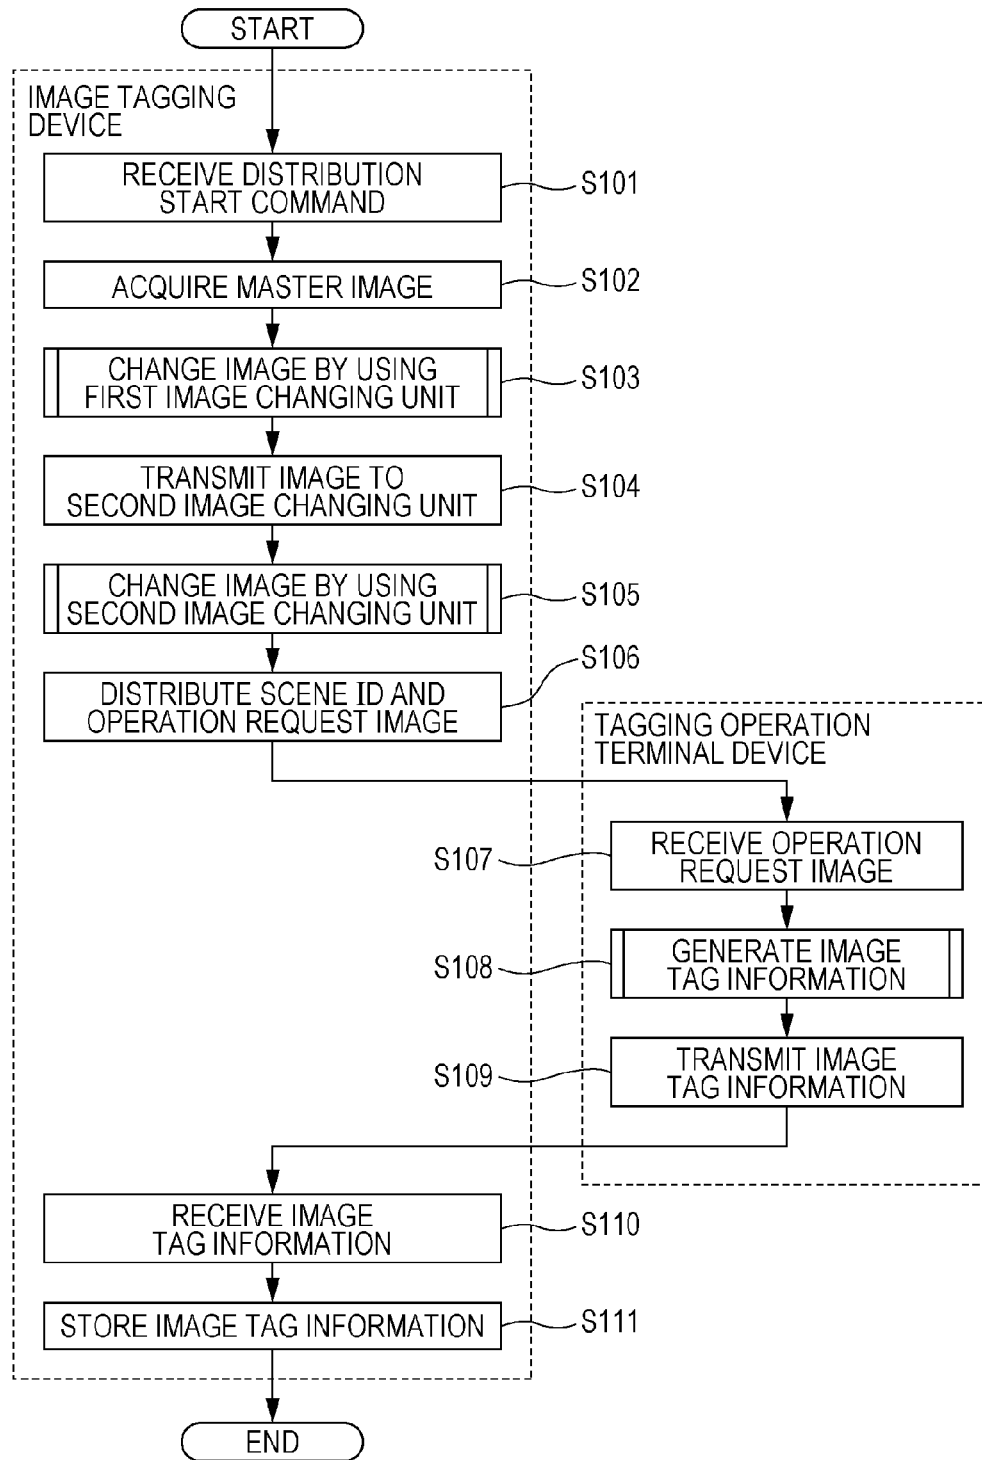 START
IMAGE TAGGING
DEVICE
RECEIVE DISTRIBUTION
START COMMAND
S101
ACQUIRE MASTER IMAGE
S102
CHANGE IMAGE BY USING
FIRST IMAGE CHANGING UNIT
S103
TRANSMIT IMAGE TO
SECOND IMAGE CHANGING UNIT
S104
CHANGE IMAGE BY USING
SECOND IMAGE CHANGING UNIT
S105
DISTRIBUTE SCENE ID AND
OPERATION REQUEST IMAGE
S106
TAGGING OPERATION
TERMINAL DEVICE
S107
RECEIVE OPERATION
REQUEST IMAGE
S108
GENERATE IMAGE
TAG INFORMATION
S109
TRANSMIT IMAGE
TAG INFORMATION
RECEIVE IMAGE
TAG INFORMATION
S110
STORE IMAGE TAG INFORMATION
S111
END